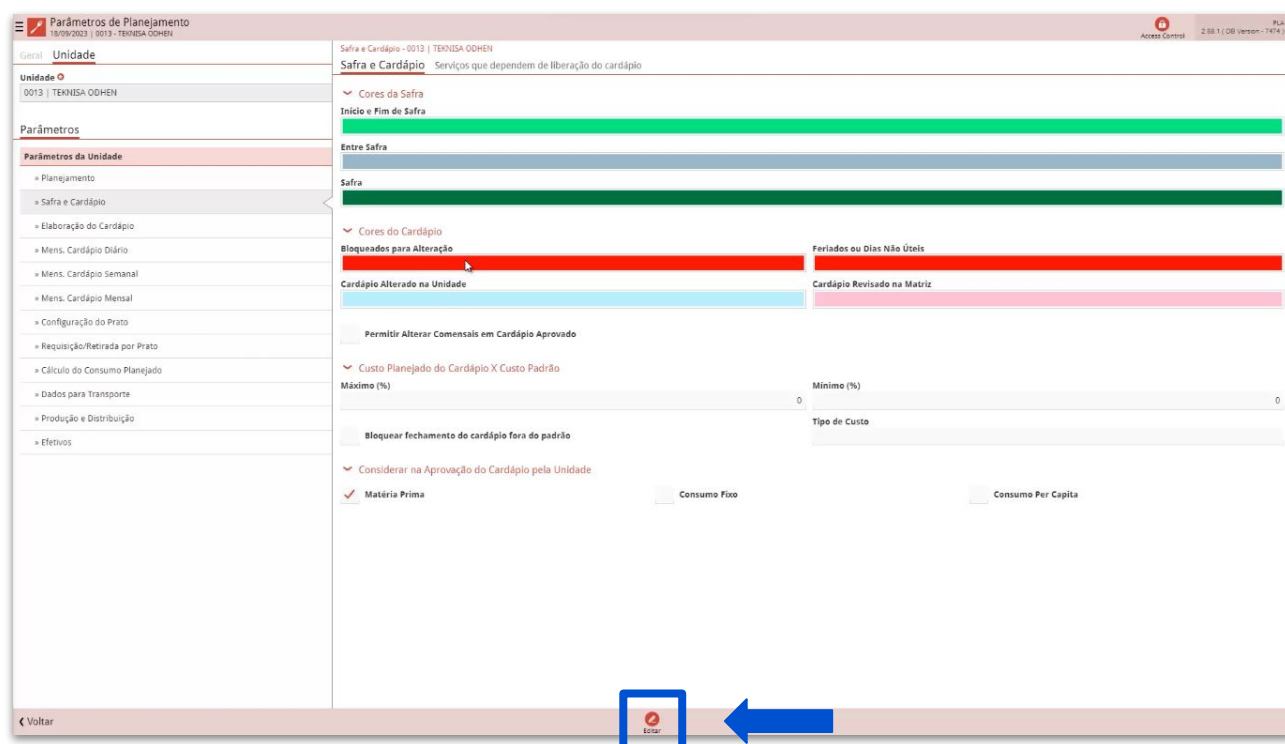 Parâmetros de Planejamento
18/09/2023 | 0013 - TEKNISA ODHEN
Access Control
PLA
2.88.1 ( DB Version - 7474 )
Geral Unidade
Unidade
0013 | TEKNISA ODHEN
Parâmetros
Parâmetros da Unidade
» Planejamento
» Safra e Cardápio
» Elaboração do Cardápio
» Mens. Cardápio Diário
» Mens. Cardápio Semanal
» Mens. Cardápio Mensal
» Configuração do Prato
» Requisição/Retirada por Prato
» Cálculo do Consumo Planejado
» Dados para Transporte
» Produção e Distribuição
» Efetivos
Safra e Cardápio - 0013 | TEKNISA ODHEN
Safra e Cardápio Serviços que dependem de liberação do cardápio
Cores da Safra
Início e Fim de Safra
Entre Safra
Safra
Cores do Cardápio
Bloqueados para Alteração Feriados ou Dias Não Úteis
Cardápio Alterado na Unidade Cardápio Revisado na Matriz
Permitir Alterar Comensais em Cardápio Aprovado
Custo Planejado do Cardápio X Custo Padrão
Máximo (%) Mínimo (%)
0 0
Tipo de Custo
Bloquear fechamento do cardápio fora do padrão
Considerar na Aprovação do Cardápio pela Unidade
Matéria Prima Consumo Fixo Consumo Per Capita
Voltar
Editar